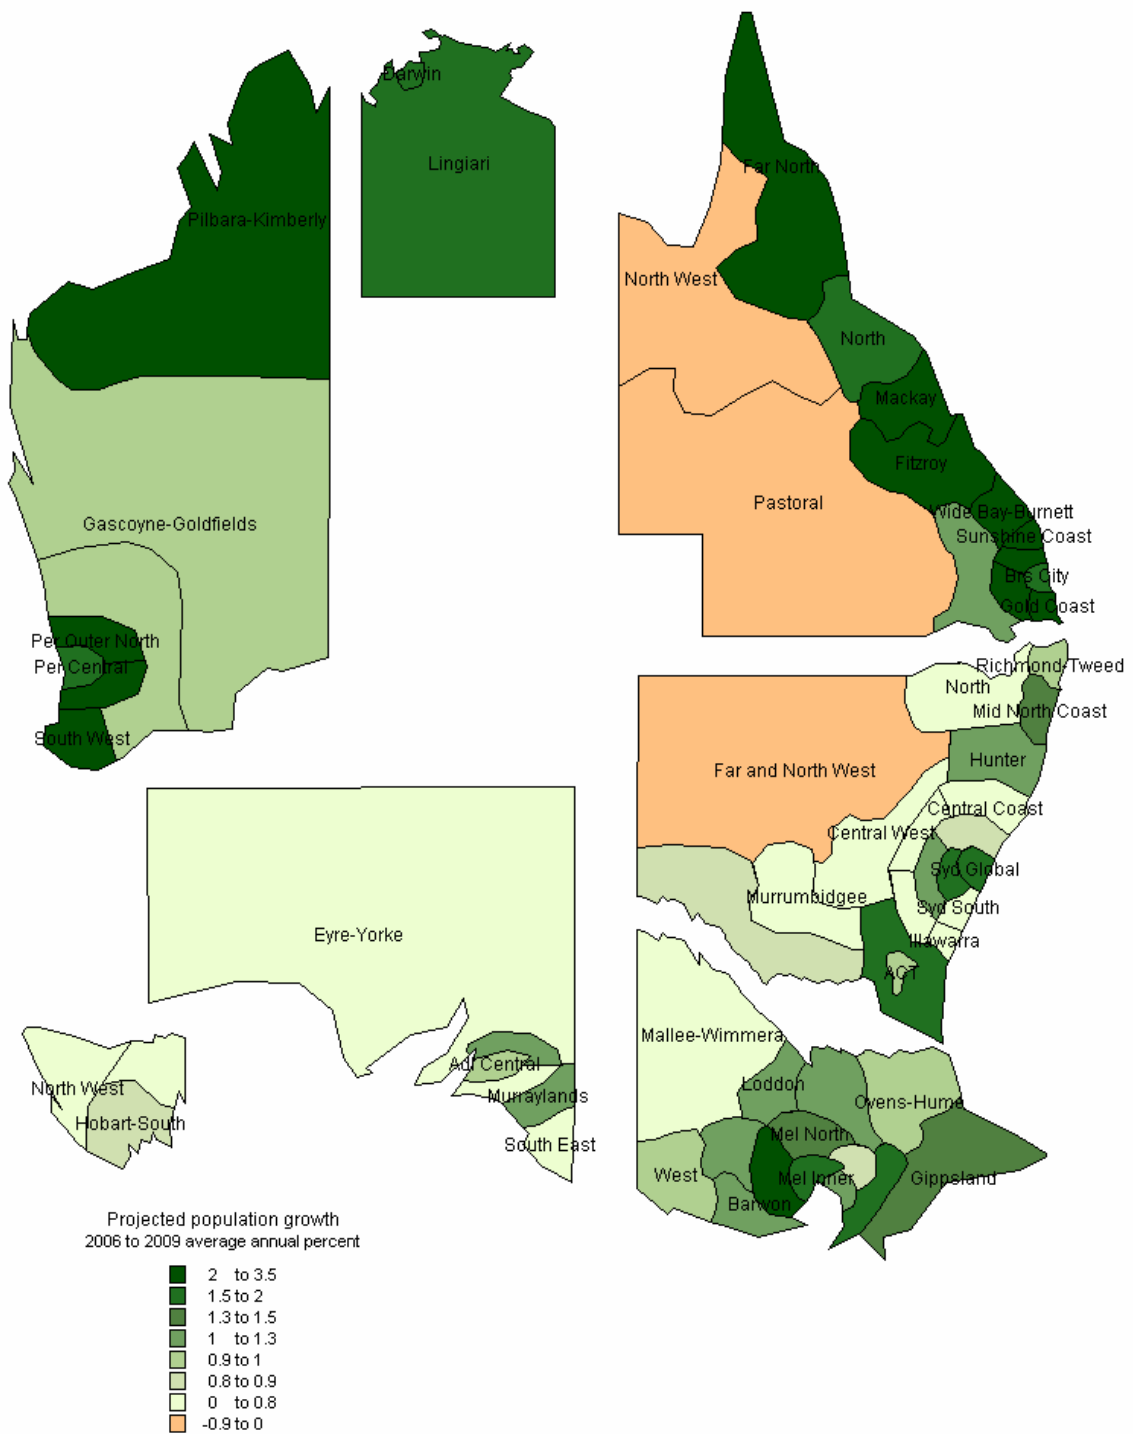 Darwin
Lingiari
Far North
Pilbara-Kimberly
North West
North
Mackay
Fitzroy
Pastoral
Wide Bay-Burnett
Gascoyne-Goldfields
Sunshine Coast
Brs City
Gold Coast
Per Outer North
Per Central
Richmond-Tweed
North
Mid North Coast
South West
Hunter
Far and North West
Central Coast
Central West
Syd Global
Murrumbidgee
Syd South
Eyre-Yorke
Illawarra
ACT
Mallee-Wimmera
Adl Central
North West
Loddon
Murraylands
Ovens-Hume
Hobart-South
Mel North
South East
West
Mel Inner
Gippsland
Barwon
Projected population growth
2006 to 2009 average annual percent
2 to 3.5
1.5 to 2
1.3 to 1.5
1 to 1.3
0.9 to 1
0.8 to 0.9
0 to 0.8
-0.9 to 0